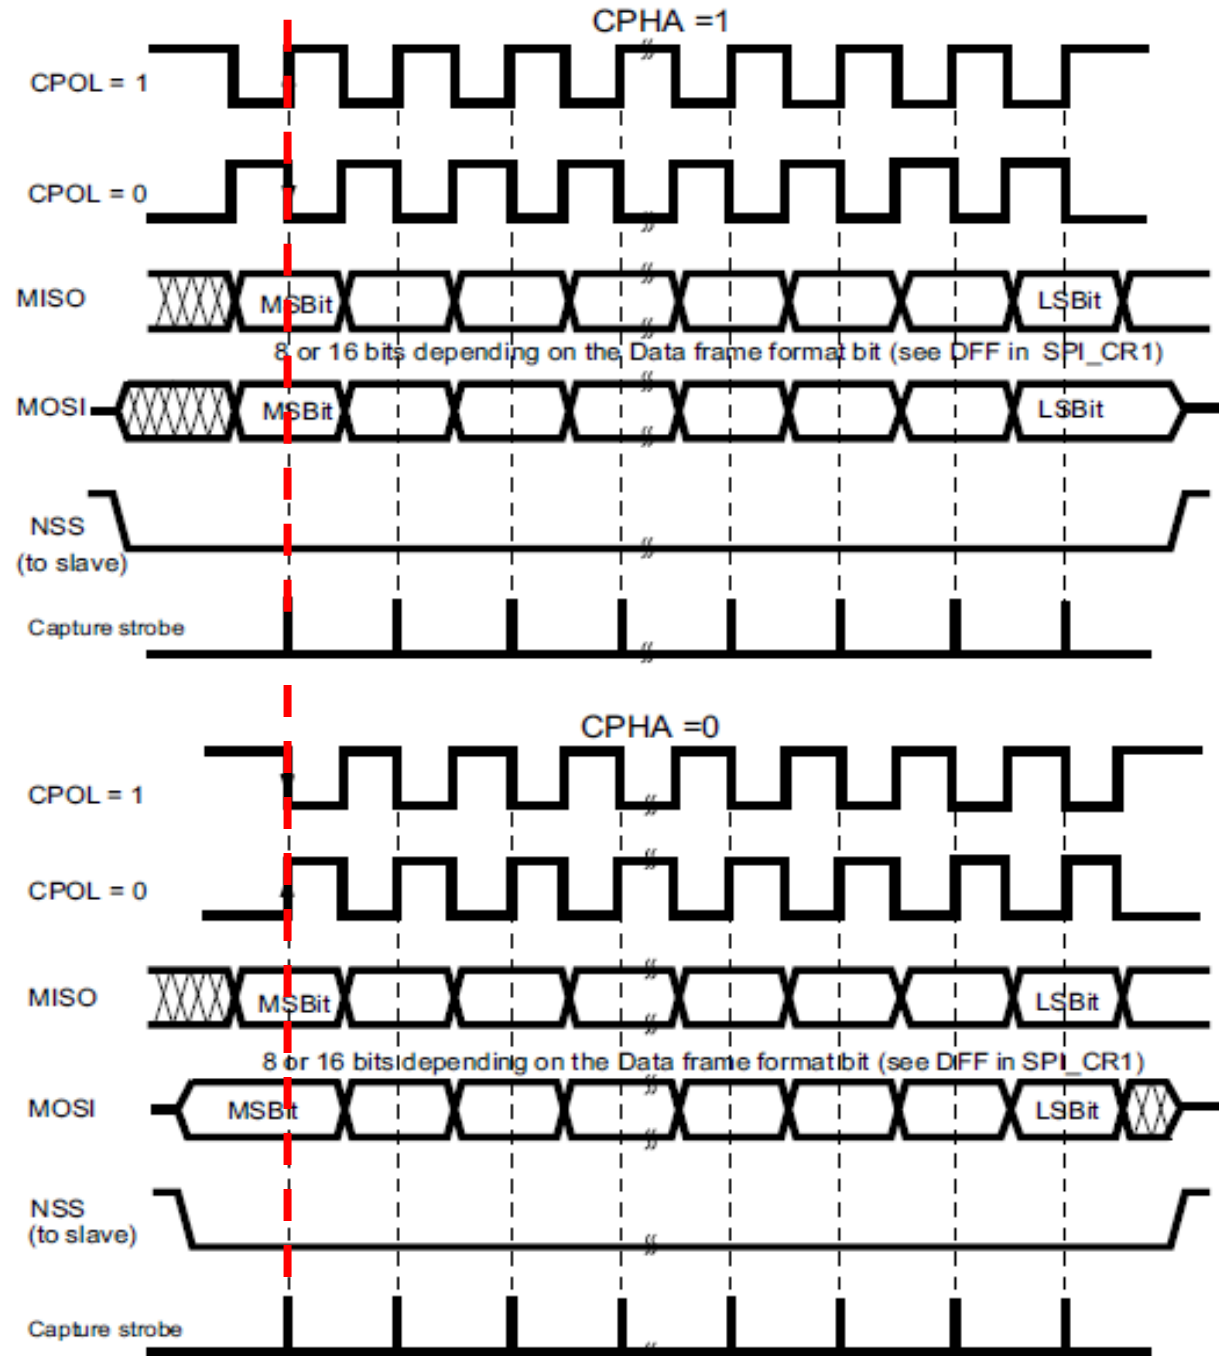 CPHA =1
CPOL = 1
CPOL = 0
MISO MSBit LSBit
8 or 16 bits depending on the Data frame format bit (see DFF in SPI_CR1)
MOSI MSBit LSBit
NSS
(to slave)
Capture strobe
CPHA =0
CPOL = 1
CPOL = 0
MISO MSBit LSBit
8 or 16 bits depending on the Data frame format bit (see DFF in SPI_CR1)
MOSI MSBit LSBit
NSS
(to slave)
Capture strobe